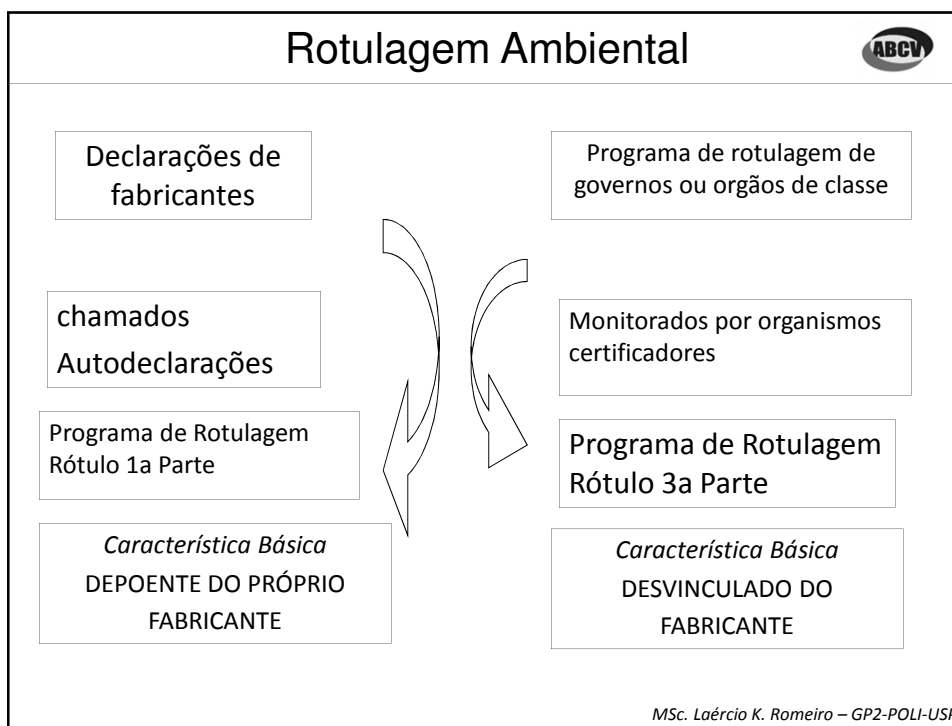 Rotulagem Ambiental
ABCV
Declarações de
fabricantes
chamados
Autodeclarações
Programa de Rotulagem
Rótulo 1a Parte
Característica Básica
DEPOENTE DO PRÓPRIO
FABRICANTE
Programa de rotulagem de
governos ou orgãos de classe
Monitorados por organismos
certificadores
Programa de Rotulagem
Rótulo 3a Parte
Característica Básica
DESVINCULADO DO
FABRICANTE
MSc. Laércio K. Romeiro – GP2-POLI-USP